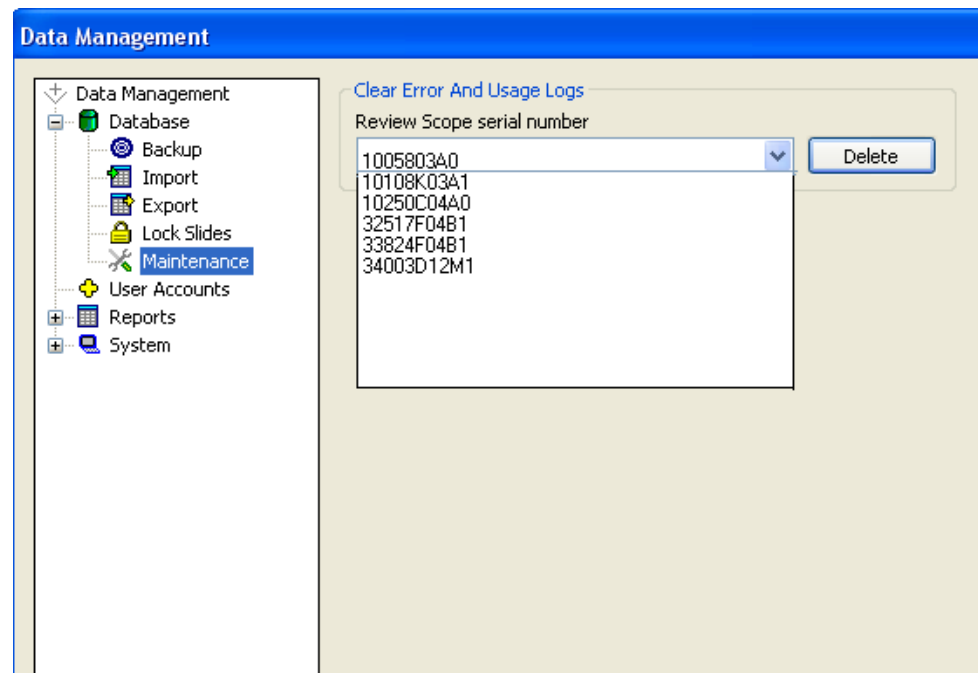 Data Management
Data Management
Database
Backup
Import
Export
Lock Slides
Maintenance
User Accounts
Reports
System
Clear Error And Usage Logs
Review Scope serial number
1005803A0
Delete
10108K03A1
10250C04A0
32517F04B1
33824F04B1
34003D12M1